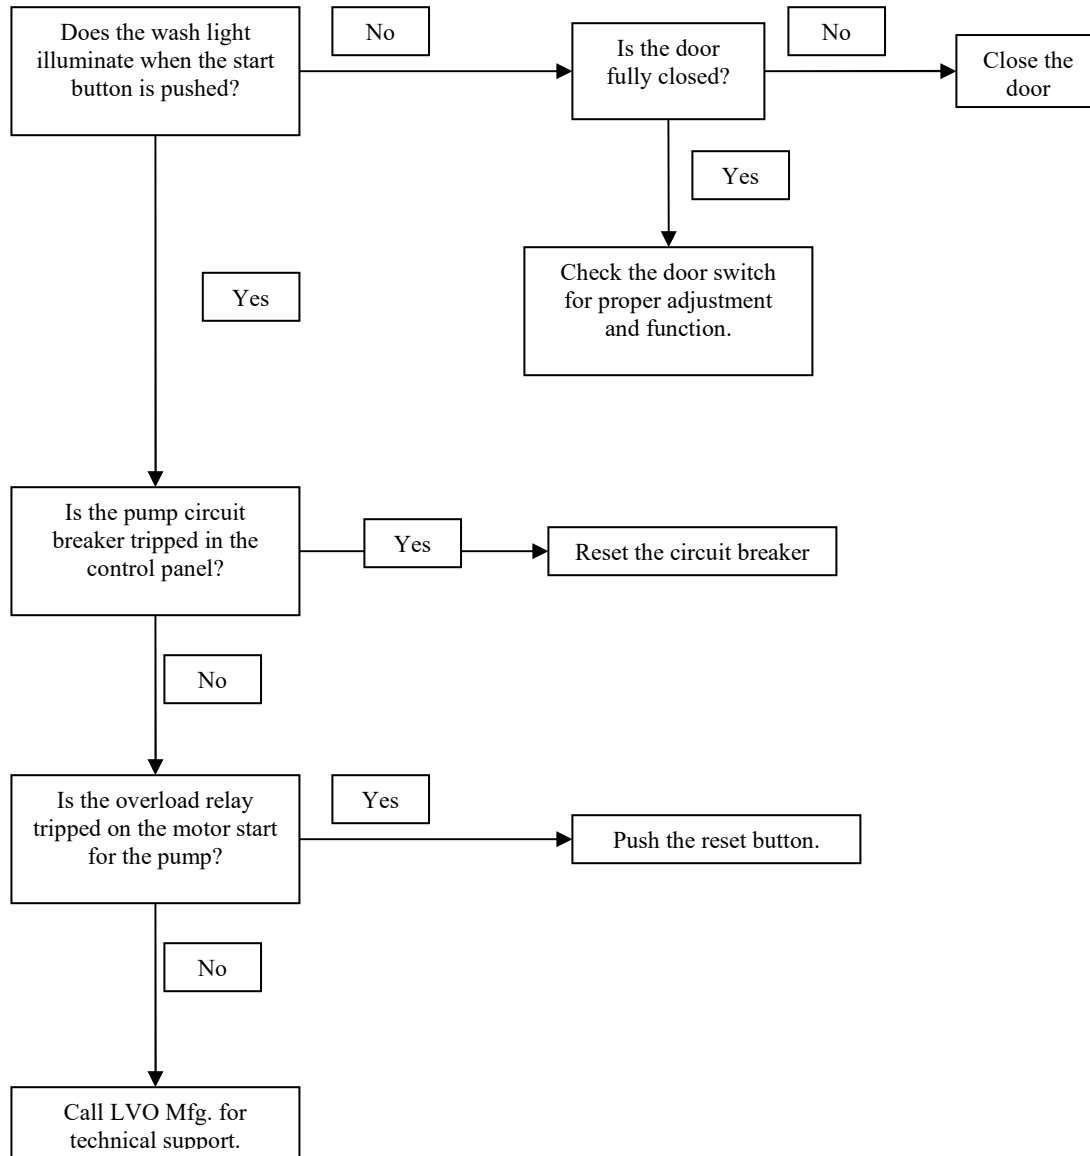 Does the wash light
illuminate when the start
button is pushed?
No
Is the door
fully closed?
No
Close the
door
Yes
Check the door switch
for proper adjustment
and function.
Yes
Is the pump circuit
breaker tripped in the
control panel?
Yes
Reset the circuit breaker
No
Is the overload relay
tripped on the motor start
for the pump?
Yes
Push the reset button.
No
Call LVO Mfg. for
technical support.